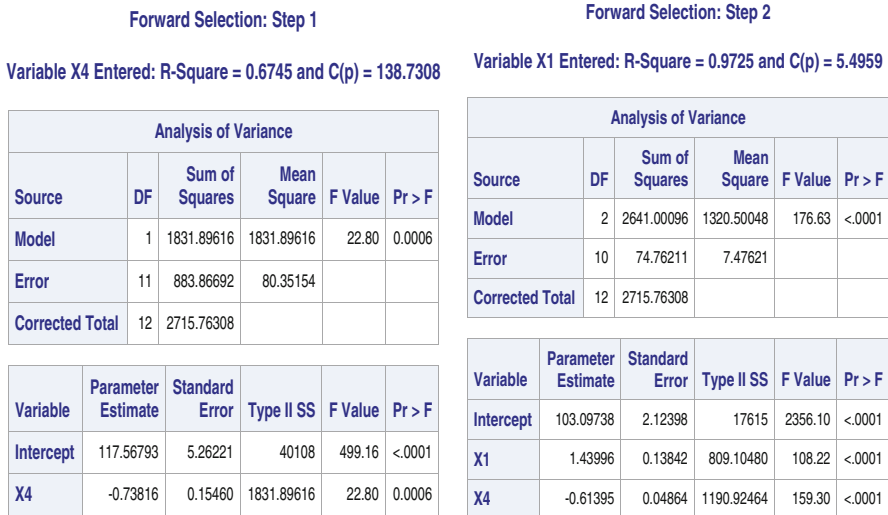 Forward Selection: Step 1
Variable X4 Entered: R-Square = 0.6745 and C(p) = 138.7308
Analysis of Variance
Source DF Sum of Squares Mean Square F Value Pr > F
Model 1 1831.89616 1831.89616 22.80 0.0006
Error 11 883.86692 80.35154
Corrected Total 12 2715.76308
Variable Parameter Estimate Standard Error Type II SS F Value Pr > F
Intercept 117.56793 5.26221 40108 499.16 <.0001
X4 -0.73816 0.15460 1831.89616 22.80 0.0006
Forward Selection: Step 2
Variable X1 Entered: R-Square = 0.9725 and C(p) = 5.4959
Analysis of Variance
Source DF Sum of Squares Mean Square F Value Pr > F
Model 2 2641.00096 1320.50048 176.63 <.0001
Error 10 74.76211 7.47621
Corrected Total 12 2715.76308
Variable Parameter Estimate Standard Error Type II SS F Value Pr > F
Intercept 103.09738 2.12398 17615 2356.10 <.0001
X1 1.43996 0.13842 809.10480 108.22 <.0001
X4 -0.61395 0.04864 1190.92464 159.30 <.0001